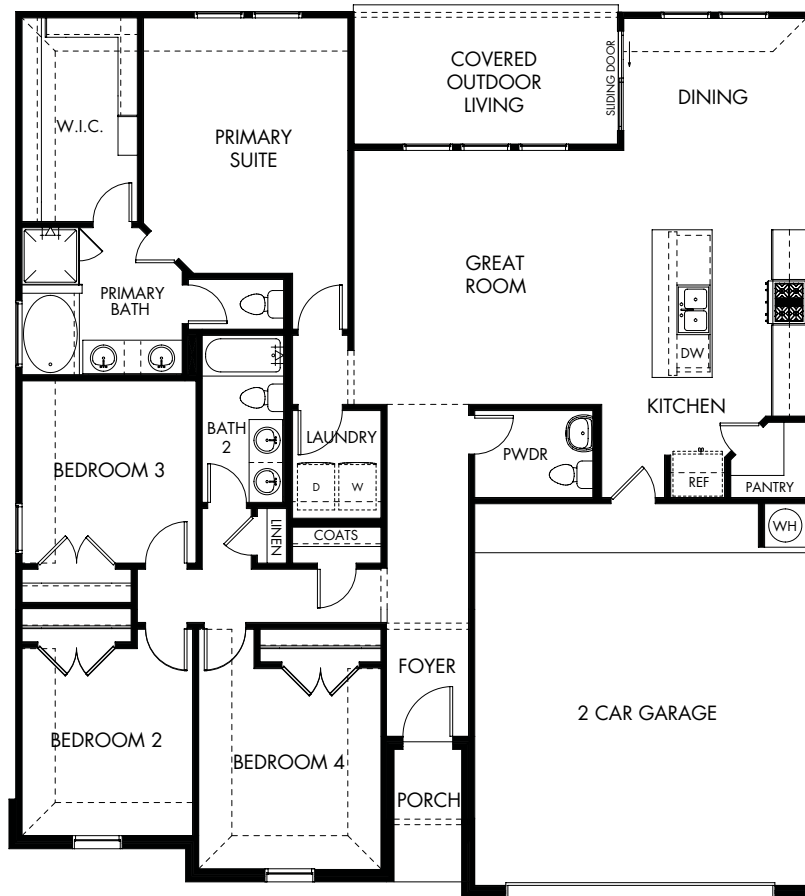 COVERED
OUTDOOR
LIVING
SLIDING DOOR
DINING
W.I.C.
PRIMARY
SUITE
GREAT
ROOM
PRIMARY
BATH
DW
KITCHEN
BATH
2
LAUNDRY
PWDR
BEDROOM 3
D
W
REF
PANTRY
LINEN
COATS
WH
FOYER
2 CAR GARAGE
BEDROOM 2
BEDROOM 4
PORCH